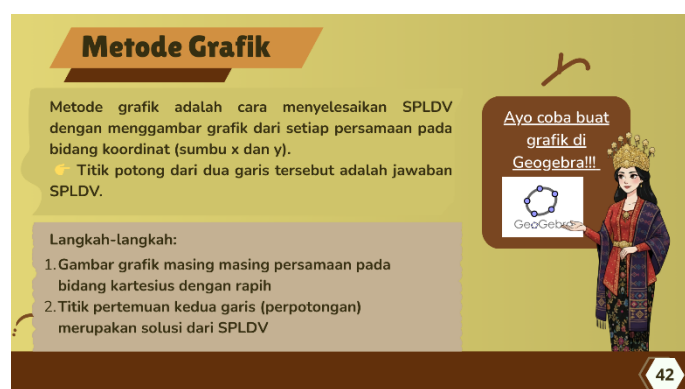 Metode Grafik
Metode grafik adalah cara menyelesaikan SPLDV
dengan menggambar grafik dari setiap persamaan pada
bidang koordinat (sumbu x dan y).
👉 Titik potong dari dua garis tersebut adalah jawaban
SPLDV.
Langkah-langkah:
1. Gambar grafik masing masing persamaan pada
bidang kartesius dengan rapih
2. Titik pertemuan kedua garis (perpotongan)
merupakan solusi dari SPLDV
Ayo coba buat
grafik di
Geogebra!!!
GeoGebra
42